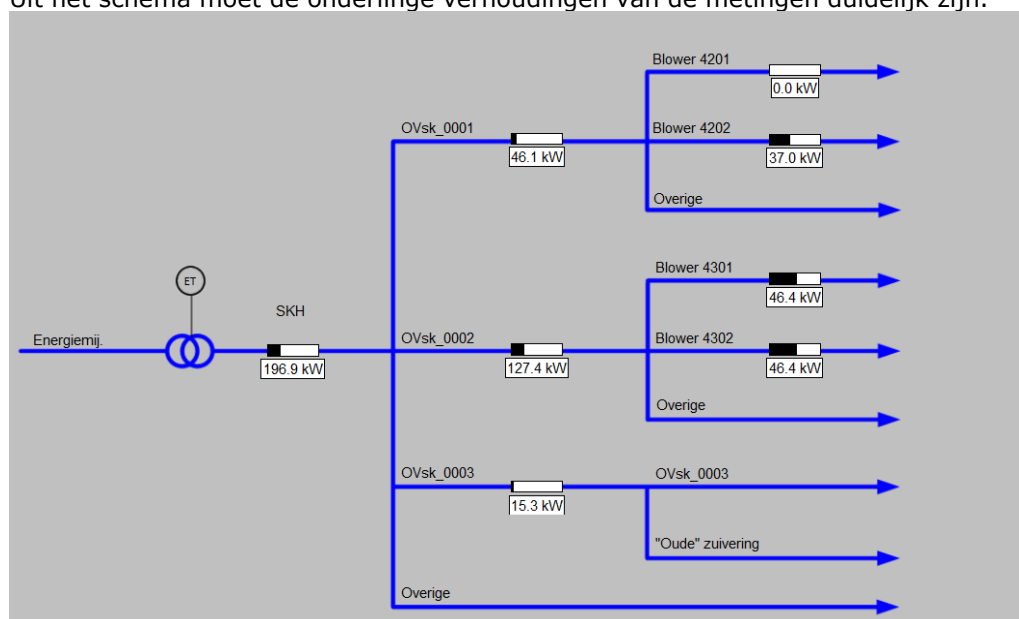 Uit het schema moet de onderlinge verhoudingen van de metingen duidelijk zijn.
Blower 4201
0.0 kW
OVsk_0001
46.1 kW
Blower 4202
37.0 kW
Overige
Blower 4301
46.4 kW
ET
SKH
Energiemij.
196.9 kW
OVsk_0002
127.4 kW
Blower 4302
46.4 kW
Overige
OVsk_0003
15.3 kW
OVsk_0003
"Oude" zuivering
Overige